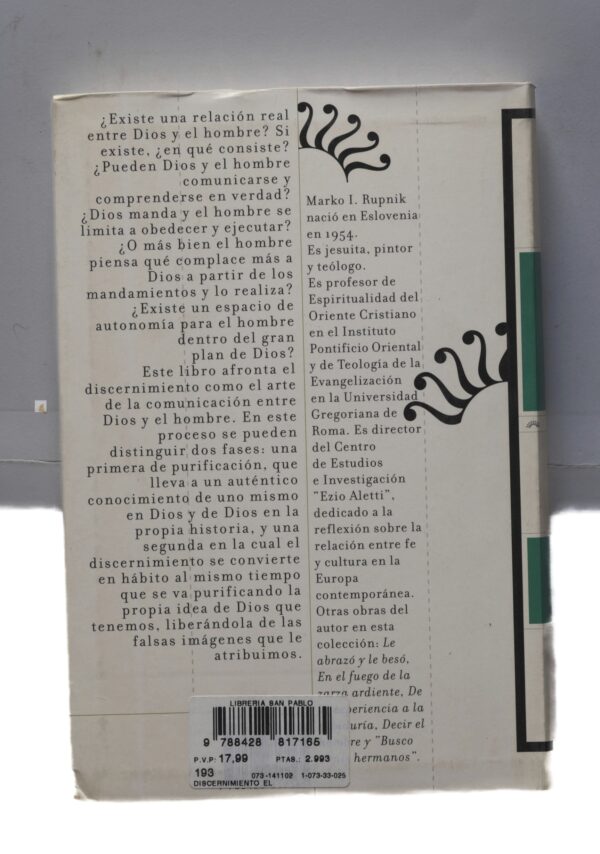 ¿Existe una relación real
entre Dios y el hombre? Si
existe, ¿en qué consiste?
¿Pueden Dios y el hombre
comunicarse y
comprenderse en verdad?
¿Dios manda y el hombre se
limita a obedecer y ejecutar?
¿O más bien el hombre
piensa qué complace más a
Dios a partir de los
mandamientos y lo realiza?
¿Existe un espacio de
autonomía para el hombre
dentro del gran
plan de Dios?
Este libro afronta el
discernimiento como el arte
de la comunicación entre
Dios y el hombre. En este
proceso se pueden
distinguir dos fases: una
primera de purificación, que
lleva a un auténtico
conocimiento de uno mismo
en Dios y de Dios en la
propia historia, y una
segunda en la cual el
discernimiento se convierte
en hábito al mismo tiempo
que se va purificando la
propia idea de Dios que
tenemos, liberándola de las
falsas imágenes que le
atribuimos.
Marko I. Rupnik
nació en Eslovenia
en 1954.
Es jesuita, pintor
y teólogo.
Es profesor de
Espiritualidad del
Oriente Cristiano
en el Instituto
Pontificio Oriental
y de Teología de la
Evangelización
en la Universidad
Gregoriana de
Roma. Es director
del Centro
de Estudios
e Investigación
"Ezio Aletti",
dedicado a la
reflexión sobre la
relación entre fe
y cultura en la
Europa
contemporánea.
Otras obras del
autor en esta
colección: Le
abrazó y le besó,
En el fuego de la
zarza ardiente, De
a la
Decir el
y "Busco
hermanos".
LIBRERIA SAN PABLO
9 788428 817165
P.V.P: 17,99 PTAS.: 2.993
193 073-141102 1-073-33-025
DISCERNIMIENTO EL